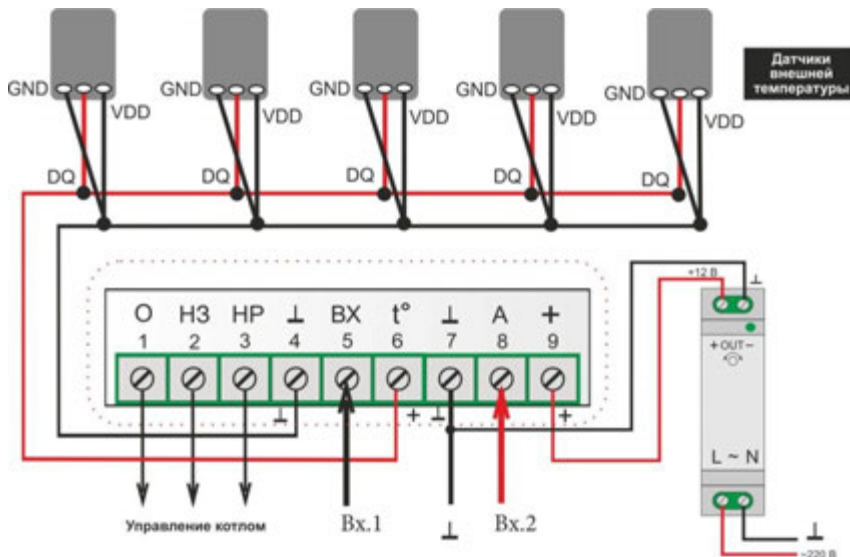 Датчики
внешней
температуры
GND GND GND GND GND
VDD VDD VDD VDD VDD
DQ DQ DQ DQ DQ
+12 В ⊥
О НЗ НР ⊥ ВХ t° ⊥ А +
1 2 3 4 5 6 7 8 9
+OUT−
⊥ + ⊥ +
L ~ N
Управление котлом
Вх.1
⊥
Вх.2
⊥
~220 В